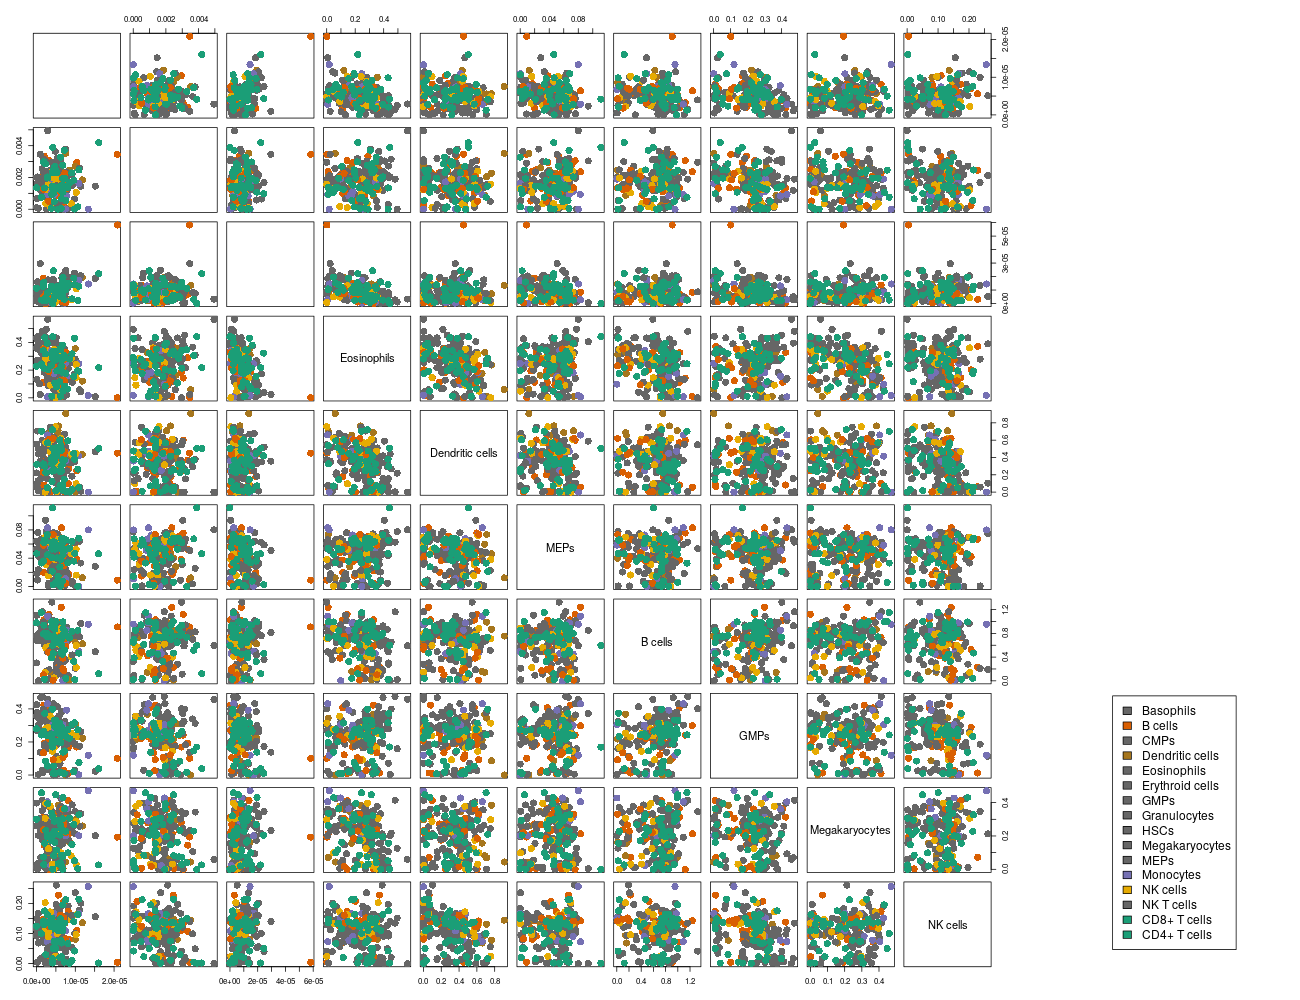 0.000 0.002 0.004 0.0 0.2 0.4 0.00 0.04 0.08 0.0 0.1 0.2 0.3 0.4 0.00 0.10 0.20
0.0e+00 1.0e-05 2.0e-05
0.000 0.002 0.004
0e+00 3e-05 5e-05
Eosinophils
0.0 0.2 0.4
Dendritic cells
0.0 0.2 0.4 0.6 0.8
MEPs
0.00 0.04 0.08
B cells
0.0 0.4 0.8 1.2
GMPs
0.0 0.2 0.4
Megakaryocytes
0.0 0.2 0.4
NK cells
0.00 0.10 0.20
0.0e+00 1.0e-05 2.0e-05 0e+00 2e-05 4e-05 6e-05 0.0 0.2 0.4 0.6 0.8 0.0 0.4 0.8 1.2 0.0 0.1 0.2 0.3 0.4
Basophils
B cells
CMPs
Dendritic cells
Eosinophils
Erythroid cells
GMPs
Granulocytes
HSCs
Megakaryocytes
MEPs
Monocytes
NK cells
NK T cells
CD8+ T cells
CD4+ T cells